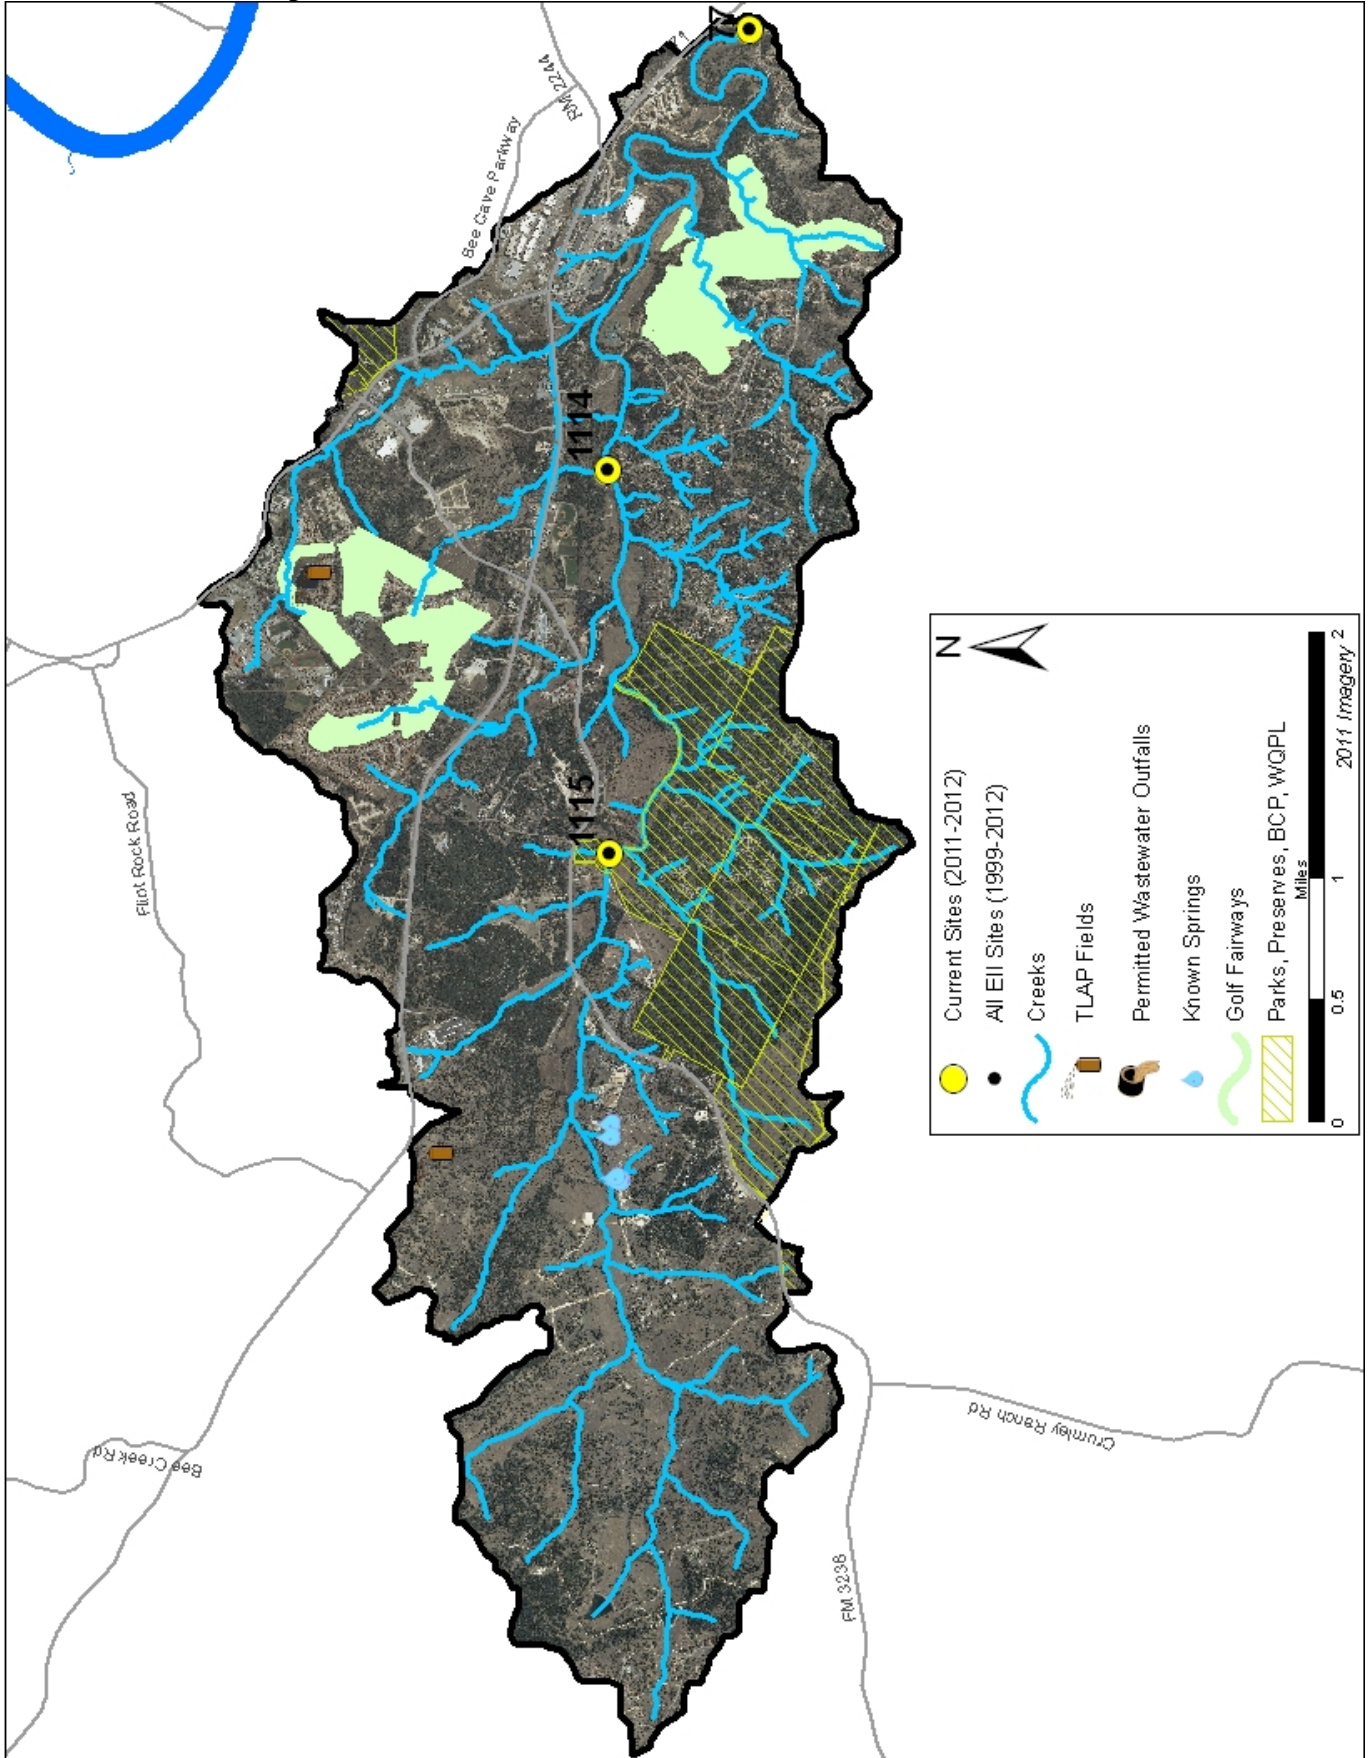 Bee Creek Rd
Flint Rock Road
Bee Cave Parkway
RM 2244
71
77
1114
1115
FM 3238
Crumley Ranch Rd
N
Current Sites (2011-2012)
All EII Sites (1999-2012)
Creeks
TLAP Fields
Permitted Wastewater Outfalls
Known Springs
Golf Fairways
Parks, Preserves, BCP, WQPL
Miles
0 0.5 1 2
2011 Imagery